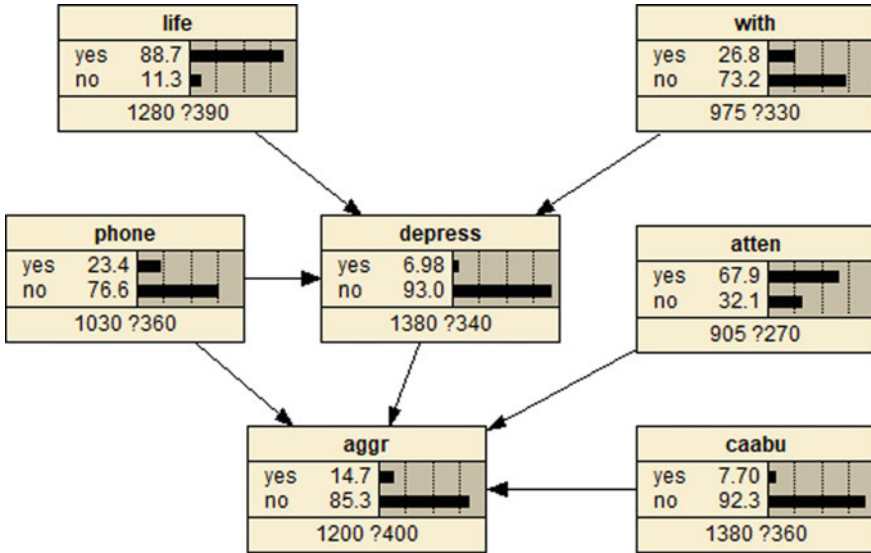 life
yes 88.7
no 11.3
1280 ?390
with
yes 26.8
no 73.2
975 ?330
phone
yes 23.4
no 76.6
1030 ?360
depress
yes 6.98
no 93.0
1380 ?340
atten
yes 67.9
no 32.1
905 ?270
aggr
yes 14.7
no 85.3
1200 ?400
caabu
yes 7.70
no 92.3
1380 ?360